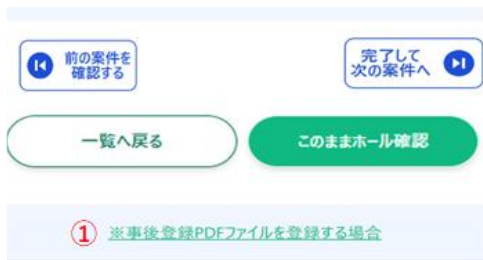 前の案件を
確認する
完了して
次の案件へ
一覧へ戻る
このままホール確認
① ※事後登録PDFファイルを登録する場合